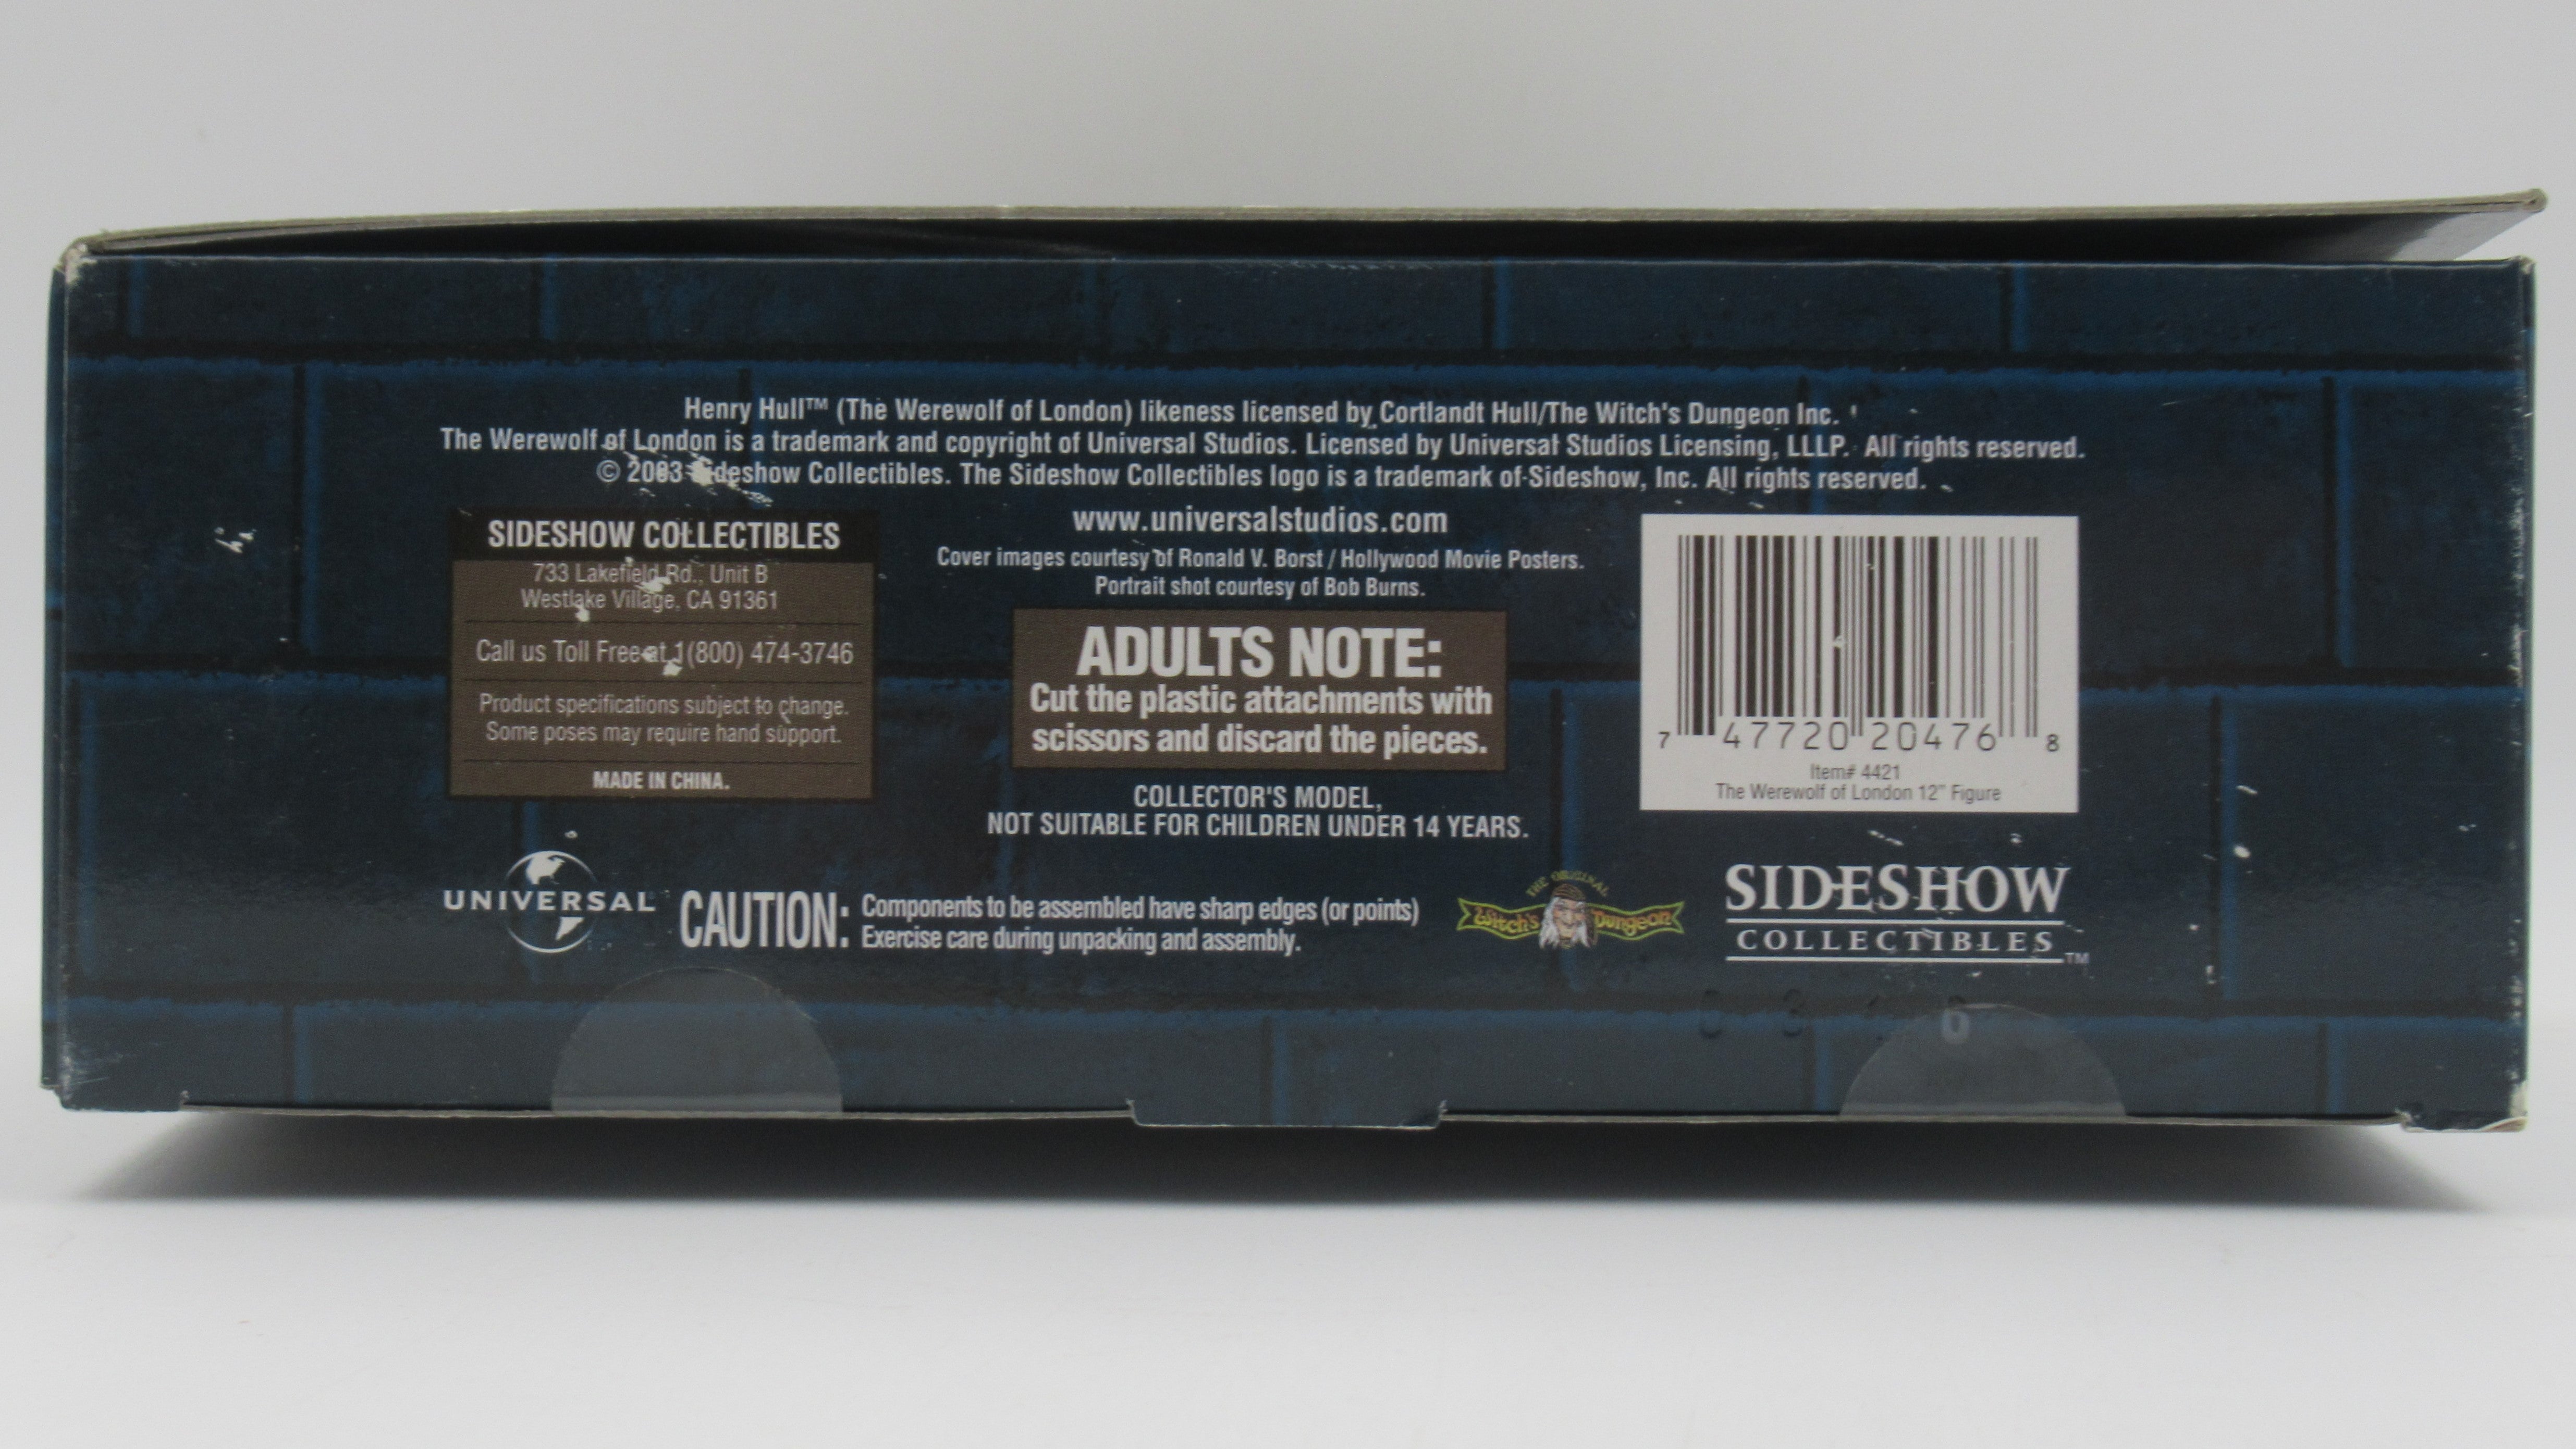 Henry Hull™ (The Werewolf of London) likeness licensed by Cortlandt Hull/The Witch's Dungeon Inc.
The Werewolf of London is a trademark and copyright of Universal Studios. Licensed by Universal Studios Licensing, LLLP. All rights reserved.
© 2003 Sideshow Collectibles. The Sideshow Collectibles logo is a trademark of Sideshow, Inc. All rights reserved.
SIDESHOW COLLECTIBLES
733 Lakefield Rd., Unit B
Westlake Village, CA 91361
Call us Toll Free at 1(800) 474-3746
Product specifications subject to change.
Some poses may require hand support.
MADE IN CHINA.
www.universalstudios.com
Cover images courtesy of Ronald V. Borst / Hollywood Movie Posters.
Portrait shot courtesy of Bob Burns.
ADULTS NOTE:
Cut the plastic attachments with
scissors and discard the pieces.
COLLECTOR'S MODEL,
NOT SUITABLE FOR CHILDREN UNDER 14 YEARS.
7 47720 20476 8
Item# 4421
The Werewolf of London 12" Figure
UNIVERSAL
CAUTION: Components to be assembled have sharp edges (or points)
Exercise care during unpacking and assembly.
THE ORIGINAL
Witch's Dungeon
SIDESHOW
COLLECTIBLES™